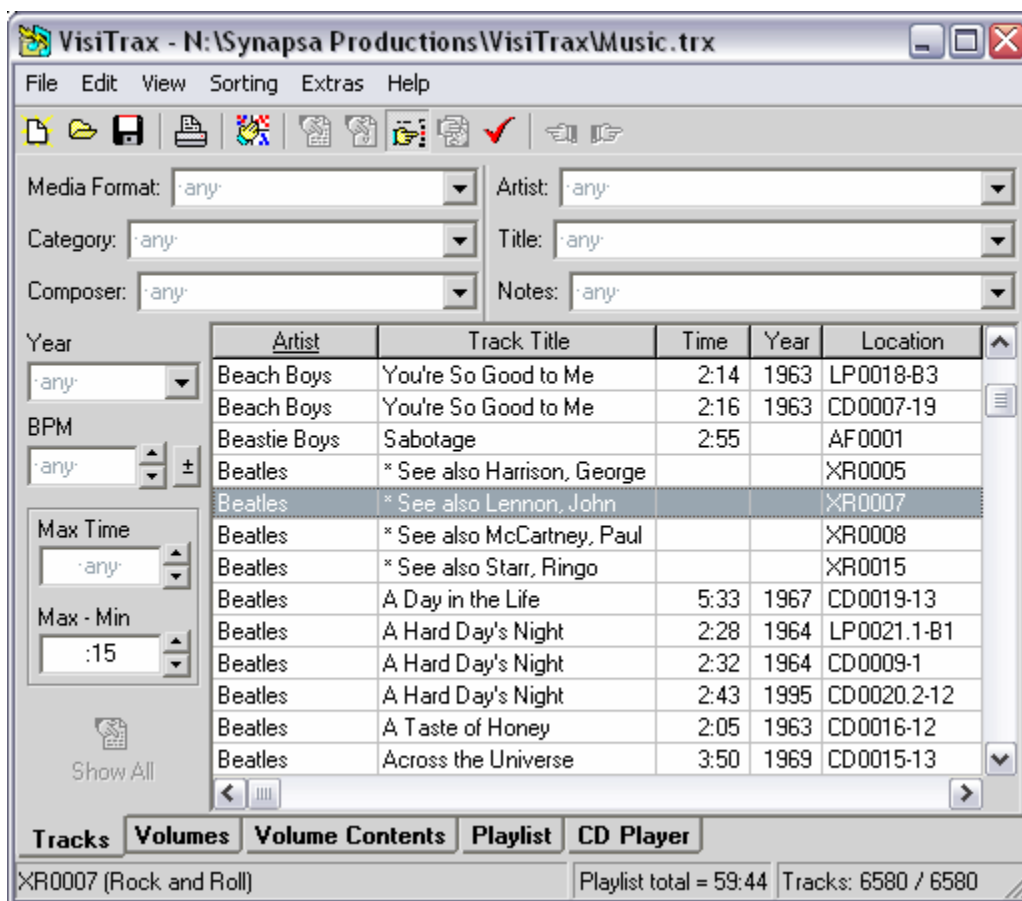 VisiTrax - N:\Synapsa Productions\VisiTrax\Music.trx
File Edit View Sorting Extras Help
Media Format: ·any· Artist: ·any·
Category: ·any· Title: ·any·
Composer: ·any· Notes: ·any·
Year
·any·
BPM
·any· ±
Max Time
·any·
Max - Min
:15
Show All
Artist Track Title Time Year Location
Beach Boys You're So Good to Me 2:14 1963 LP0018-B3
Beach Boys You're So Good to Me 2:16 1963 CD0007-19
Beastie Boys Sabotage 2:55 AF0001
Beatles * See also Harrison, George XR0005
Beatles * See also Lennon, John XR0007
Beatles * See also McCartney, Paul XR0008
Beatles * See also Starr, Ringo XR0015
Beatles A Day in the Life 5:33 1967 CD0019-13
Beatles A Hard Day's Night 2:28 1964 LP0021.1-B1
Beatles A Hard Day's Night 2:32 1964 CD0009-1
Beatles A Hard Day's Night 2:43 1995 CD0020.2-12
Beatles A Taste of Honey 2:05 1963 CD0016-12
Beatles Across the Universe 3:50 1969 CD0015-13
Tracks Volumes Volume Contents Playlist CD Player
XR0007 (Rock and Roll) Playlist total = 59:44 Tracks: 6580 / 6580